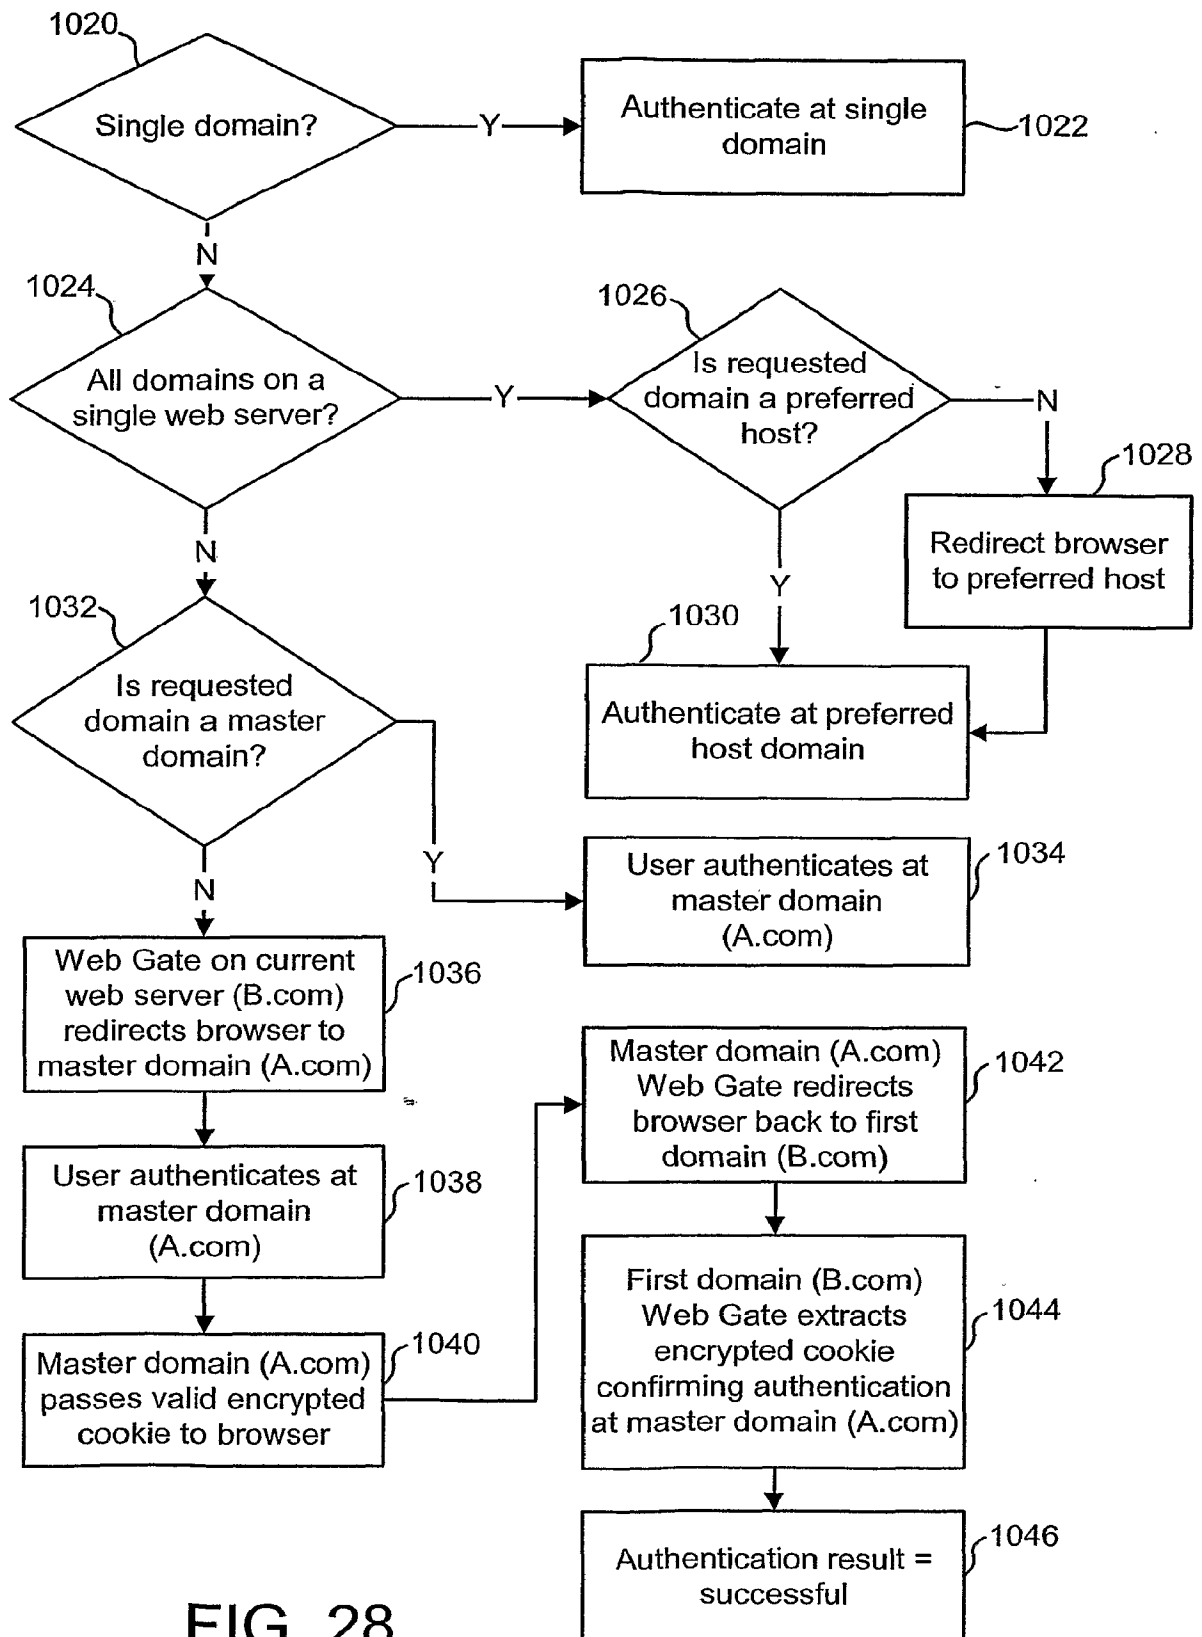 1020
Single domain?
Y
Authenticate at single
domain
1022
N
1024
All domains on a
single web server?
Y
1026
Is requested
domain a preferred
host?
N
1028
Redirect browser
to preferred host
Y
1030
Authenticate at preferred
host domain
N
1032
Is requested
domain a master
domain?
Y
1034
User authenticates at
master domain
(A.com)
N
Web Gate on current
web server (B.com)
redirects browser to
master domain (A.com)
1036
User authenticates at
master domain
(A.com)
1038
Master domain (A.com)
passes valid encrypted
cookie to browser
1040
Master domain (A.com)
Web Gate redirects
browser back to first
domain (B.com)
1042
First domain (B.com)
Web Gate extracts
encrypted cookie
confirming authentication
at master domain (A.com)
1044
Authentication result =
successful
1046
FIG. 28